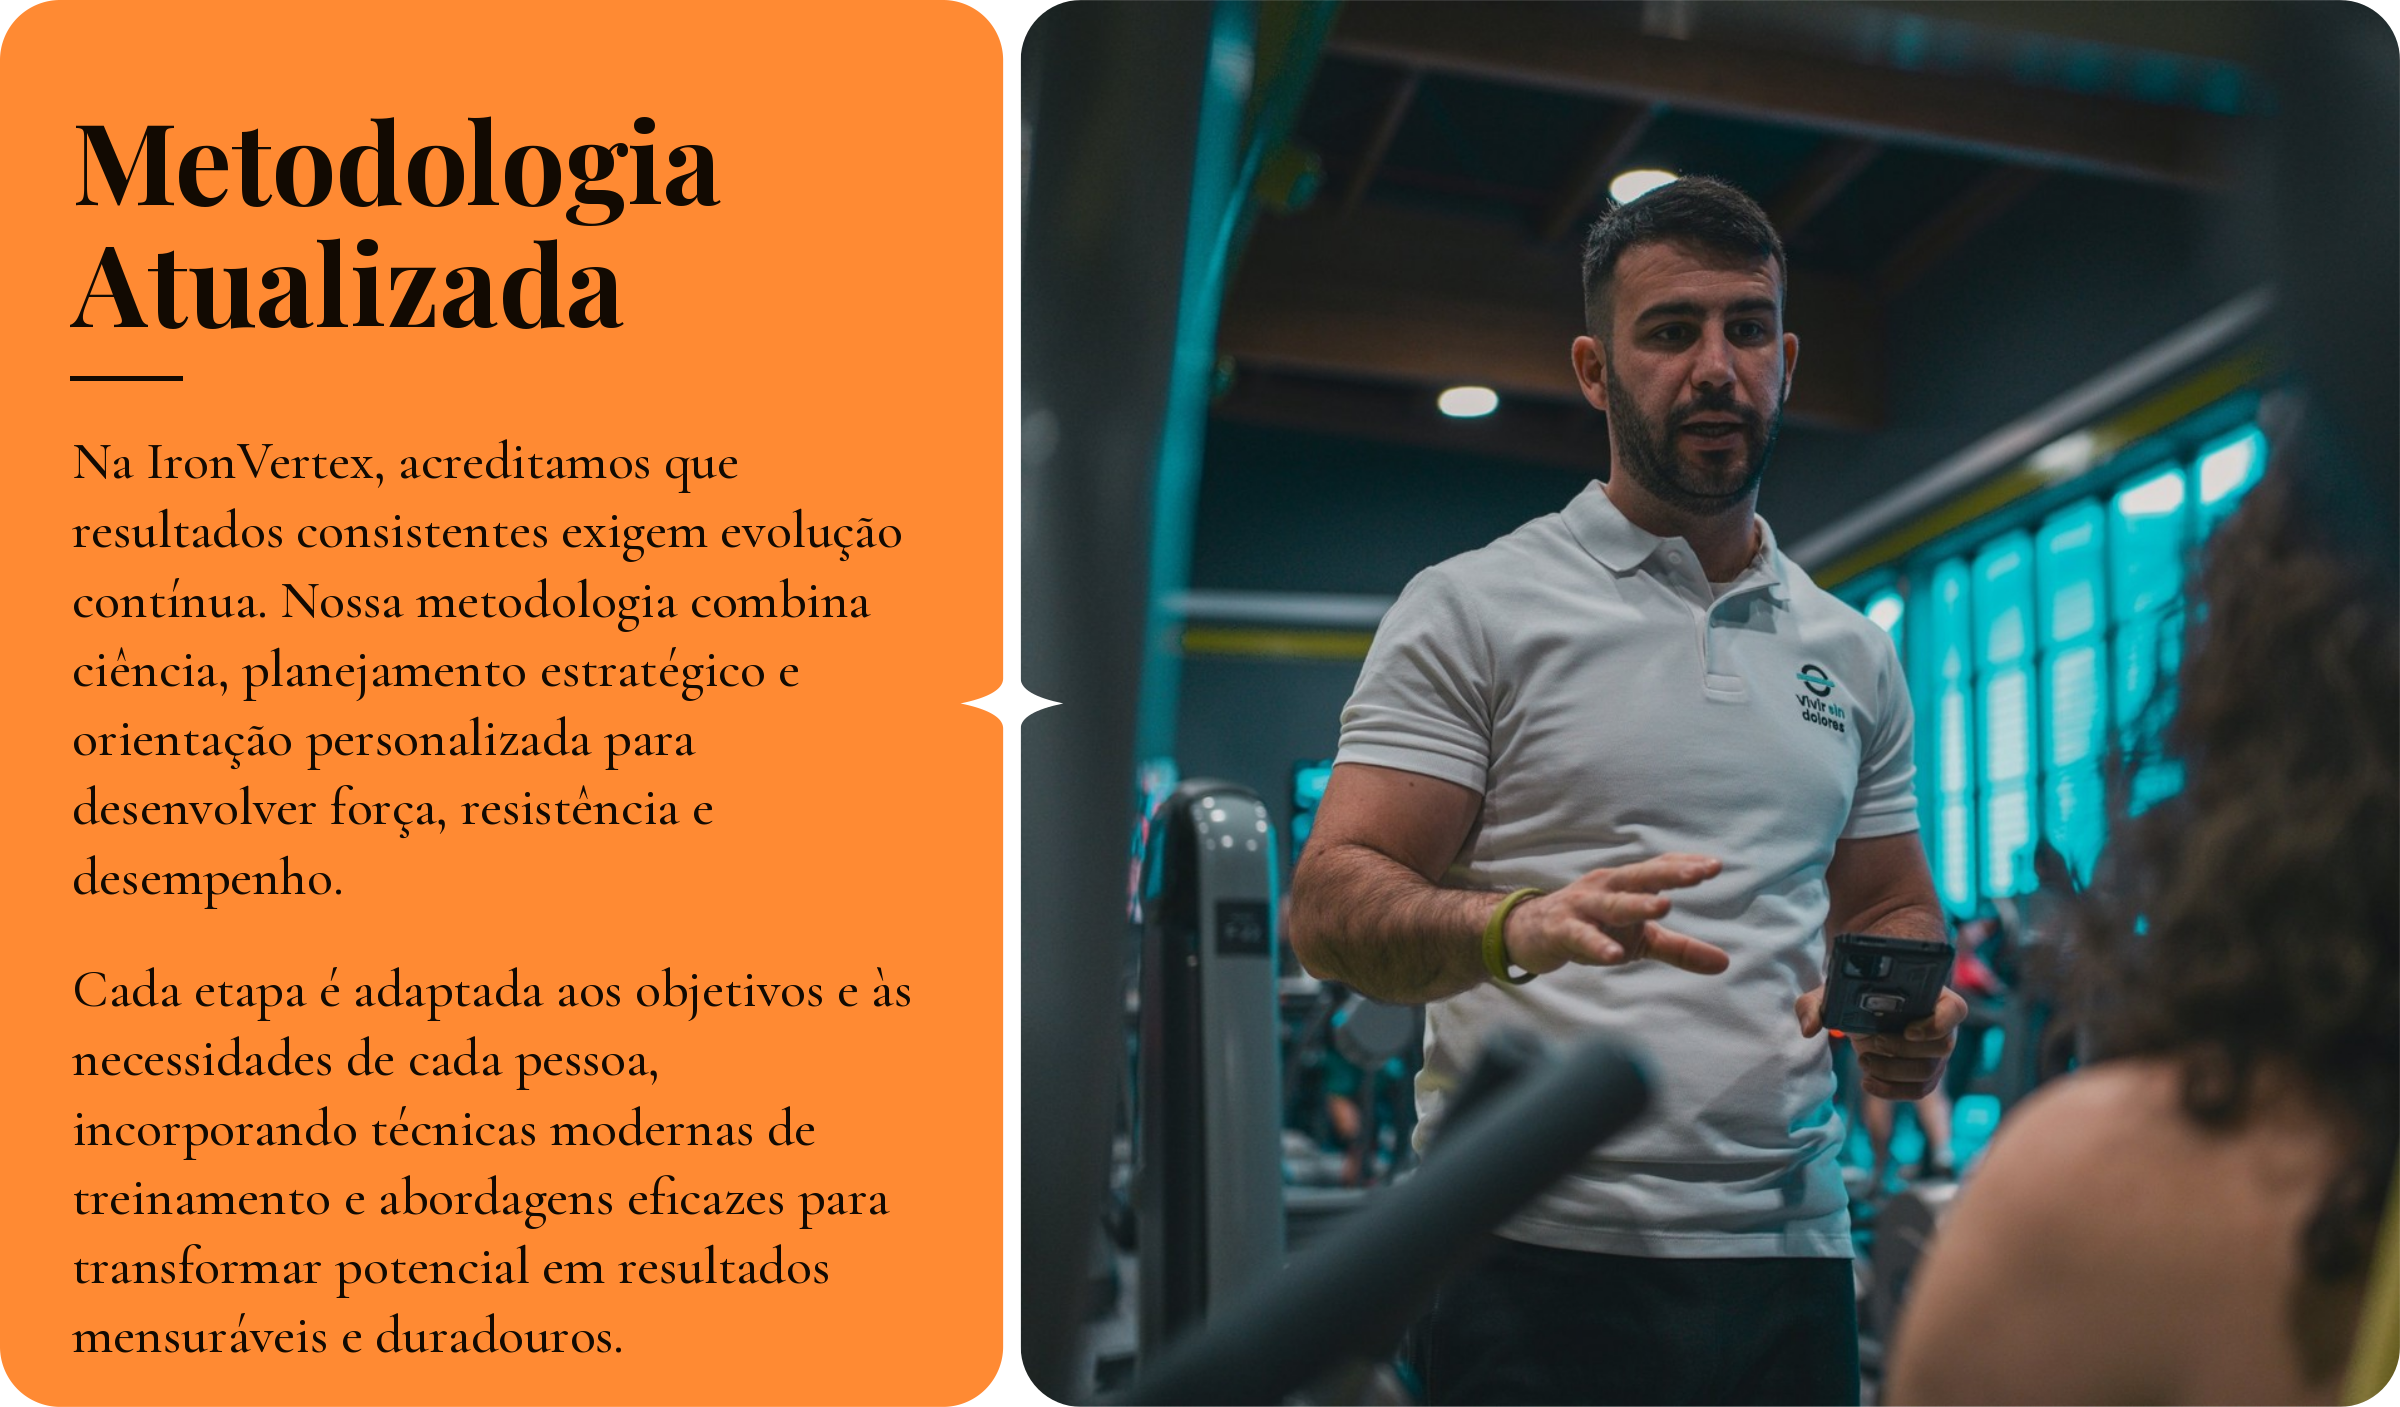 Metodologia
Atualizada
Na IronVertex, acreditamos que
resultados consistentes exigem evolução
contínua. Nossa metodologia combina
ciência, planejamento estratégico e
orientação personalizada para
desenvolver força, resistência e
desempenho.
Cada etapa é adaptada aos objetivos e às
necessidades de cada pessoa,
incorporando técnicas modernas de
treinamento e abordagens eficazes para
transformar potencial em resultados
mensuráveis e duradouros.
Vivir sin
dolores